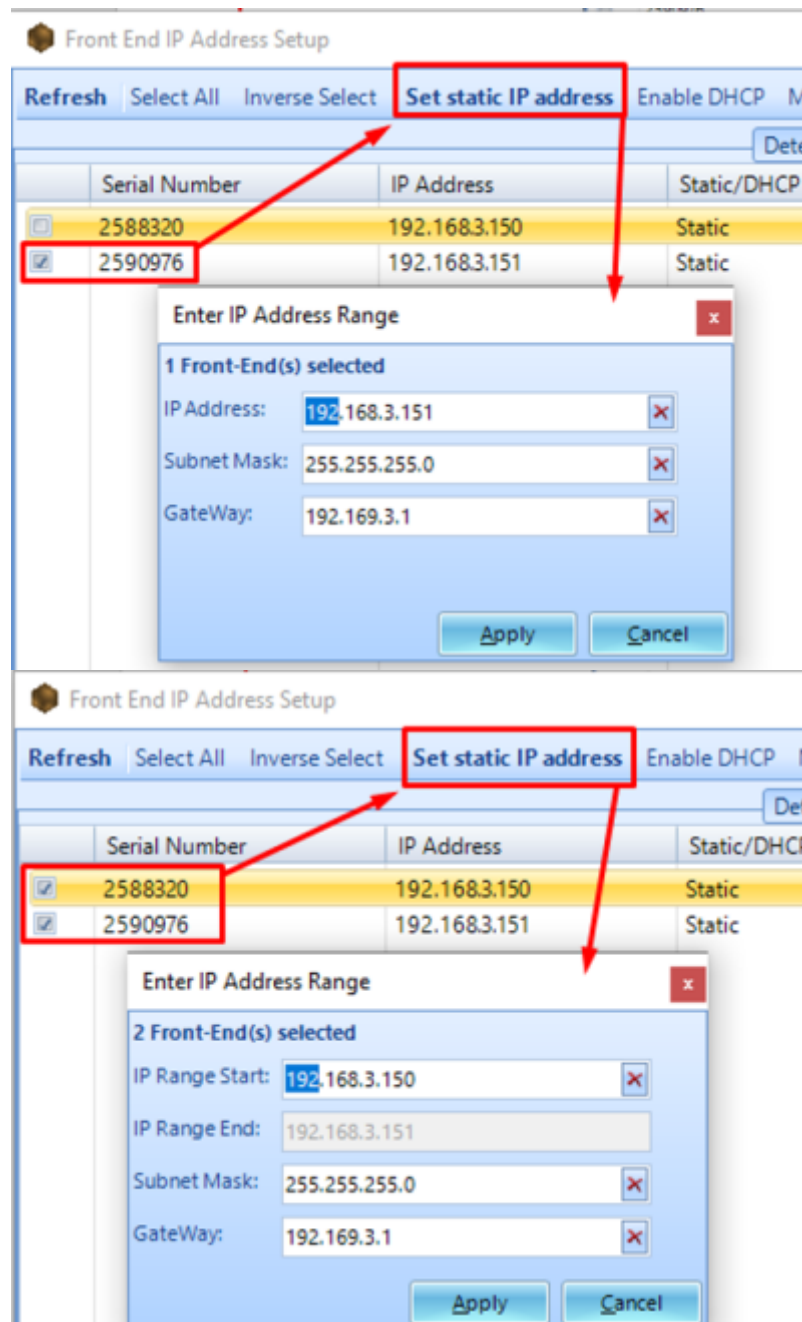 Front End IP Address Setup
Refresh Select All Inverse Select Set static IP address Enable DHCP M
Dete
Serial Number IP Address Static/DHCP
2588320 192.168.3.150 Static
2590976 192.168.3.151 Static
Enter IP Address Range
1 Front-End(s) selected
IP Address: 192.168.3.151
Subnet Mask: 255.255.255.0
GateWay: 192.169.3.1
Apply Cancel
Front End IP Address Setup
Refresh Select All Inverse Select Set static IP address Enable DHCP
Det
Serial Number IP Address Static/DHCP
2588320 192.168.3.150 Static
2590976 192.168.3.151 Static
Enter IP Address Range
2 Front-End(s) selected
IP Range Start: 192.168.3.150
IP Range End: 192.168.3.151
Subnet Mask: 255.255.255.0
GateWay: 192.169.3.1
Apply Cancel